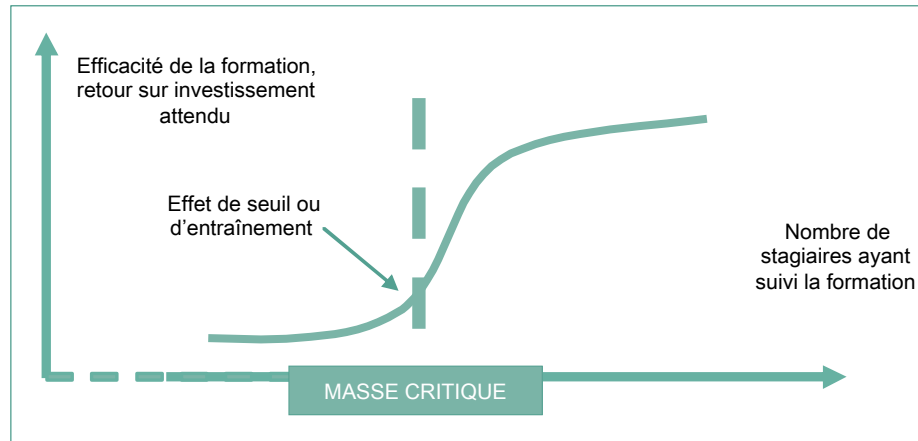 Efficacité de la formation,
retour sur investissement
attendu
Effet de seuil ou
d’entraînement
Nombre de
stagiaires ayant
suivi la formation
MASSE CRITIQUE